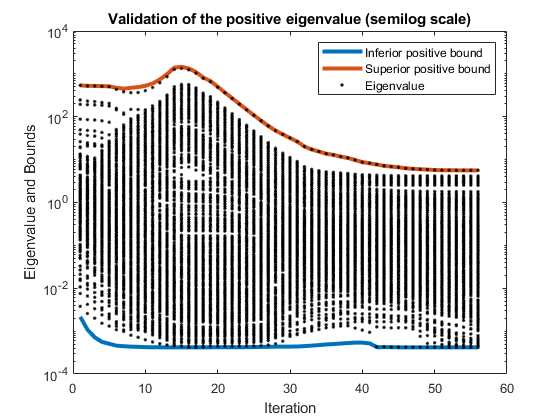 Validation of the positive eigenvalue (semilog scale)
Inferior positive bound
Superior positive bound
Eigenvalue
Eigenvalue and Bounds
10^4
10^2
10^0
10^-2
10^-4
0 10 20 30 40 50 60
Iteration